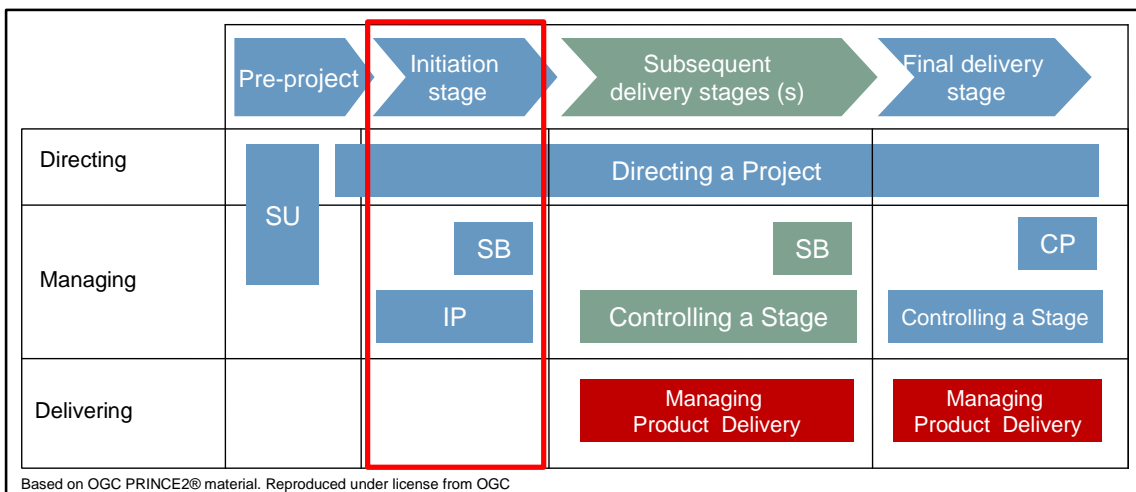 Pre-project
Initiation
stage
Subsequent
delivery stages (s)
Final delivery
stage
Directing
SU
Directing a Project
Managing
SB
SB
CP
IP
Controlling a Stage
Controlling a Stage
Delivering
Managing
Product Delivery
Managing
Product Delivery
Based on OGC PRINCE2® material. Reproduced under license from OGC